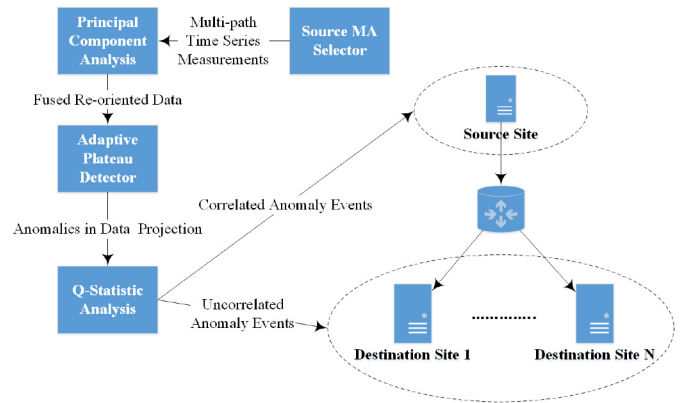 Principal
Component
Analysis
Multi-path
Time Series
Measurements
Source MA
Selector
Fused Re-oriented Data
Adaptive
Plateau
Detector
Anomalies in Data Projection
Q-Statistic
Analysis
Correlated Anomaly Events
Uncorrelated
Anomaly Events
Source Site
Destination Site 1
..............
Destination Site N